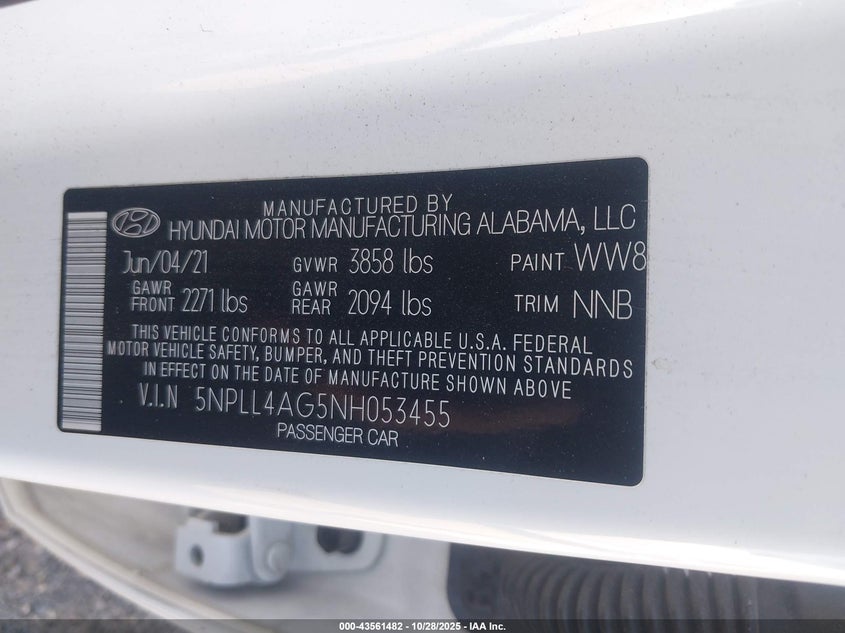 MANUFACTURED BY
HYUNDAI MOTOR MANUFACTURING ALABAMA, LLC
Jun/04/21 GVWR 3858 lbs PAINT WW8
GAWR FRONT 2271 lbs GAWR REAR 2094 lbs TRIM NNB
THIS VEHICLE CONFORMS TO ALL APPLICABLE U.S.A. FEDERAL
MOTOR VEHICLE SAFETY, BUMPER, AND THEFT PREVENTION STANDARDS
IN EFFECT ON THE DATE OF MANUFACTURE SHOWN ABOVE
V.I.N 5NPLL4AG5NH053455
PASSENGER CAR
000-43561482 - 10/28/2025 - IAA Inc.